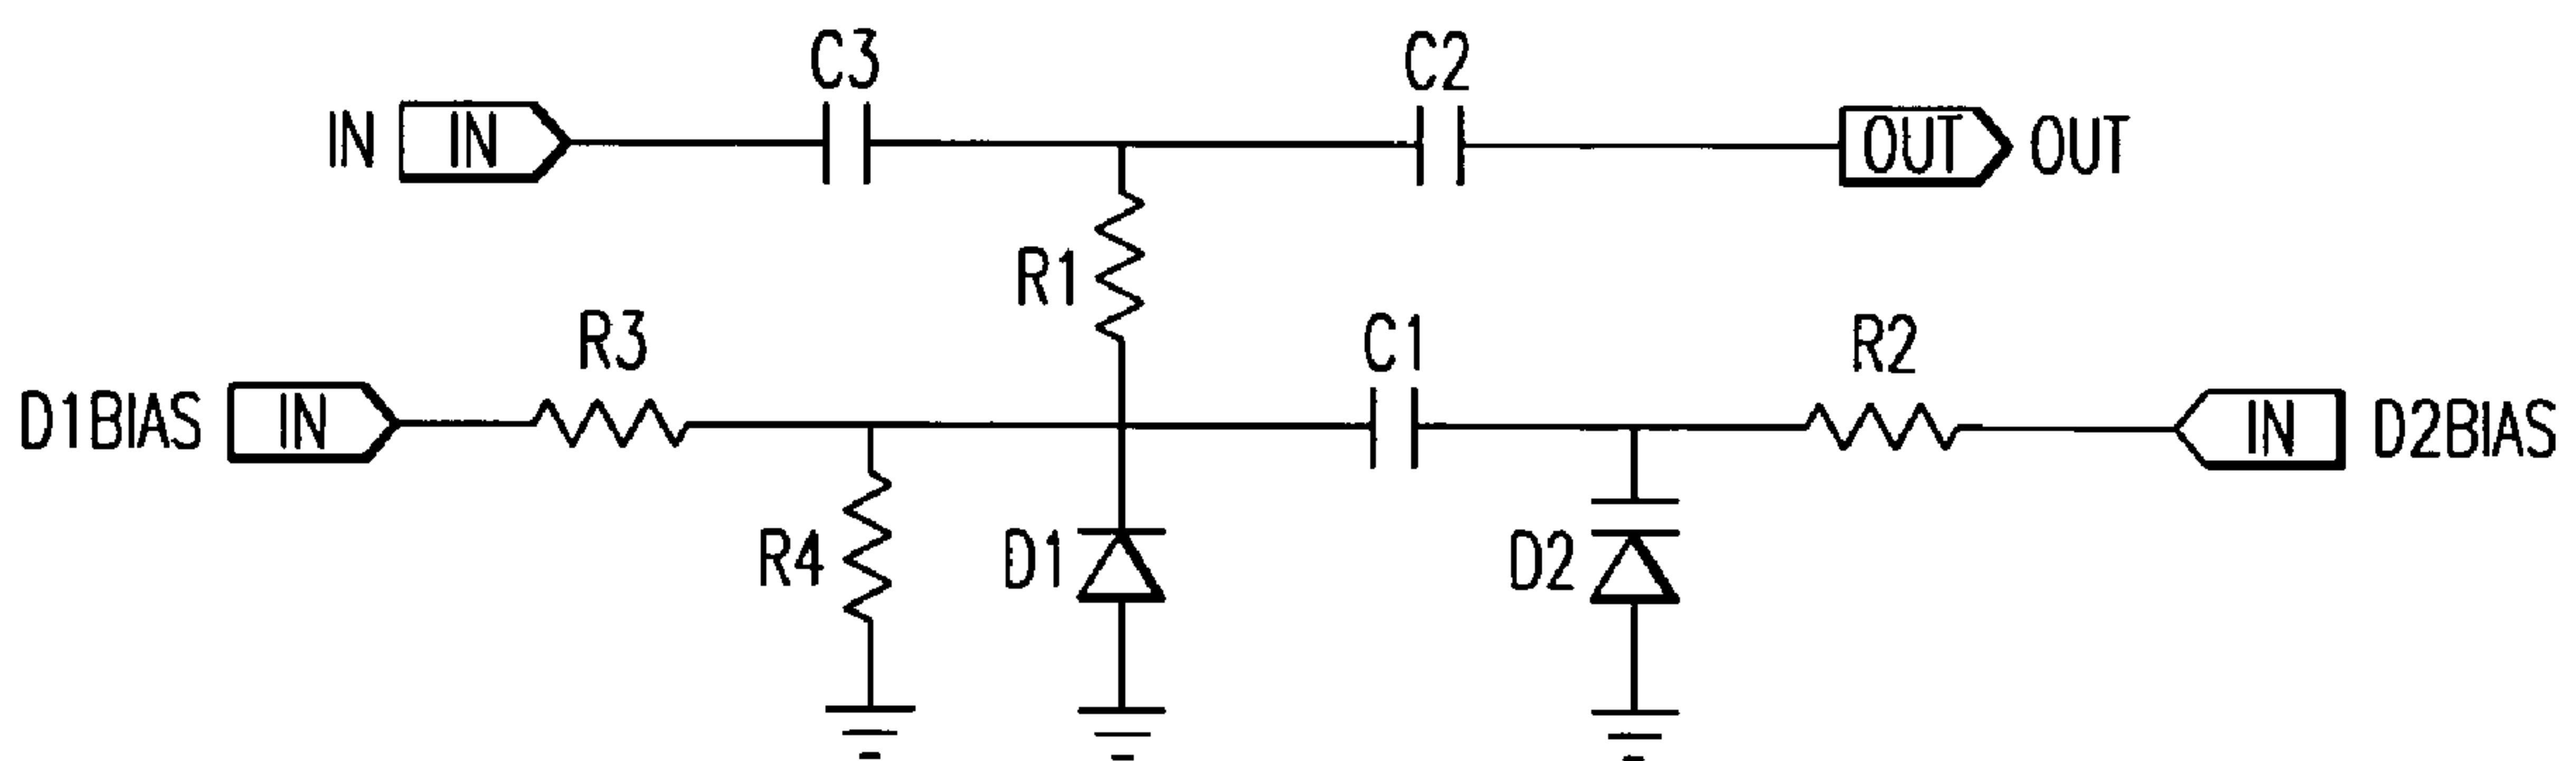 C3 C2
IN IN OUT OUT
R1
R3 C1 R2
D1BIAS IN IN D2BIAS
R4 D1 D2